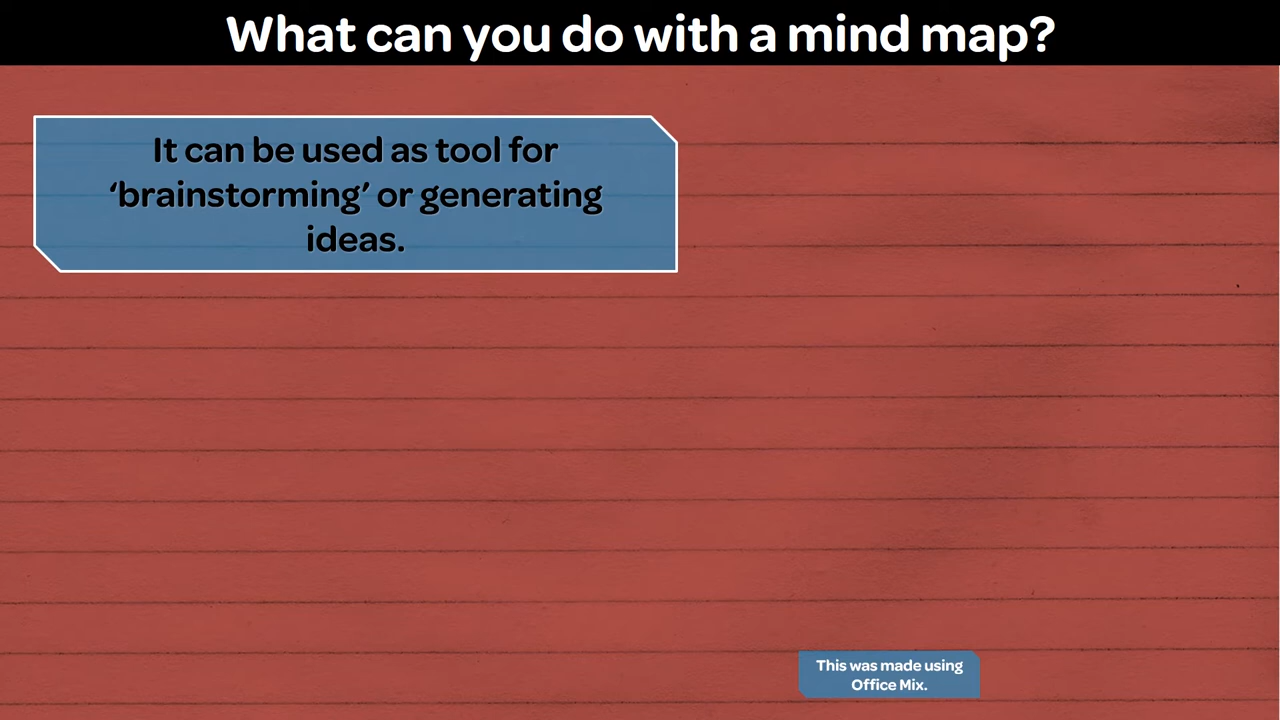 What can you do with a mind map?
It can be used as tool for
‘brainstorming’ or generating
ideas.
This was made using
Office Mix.